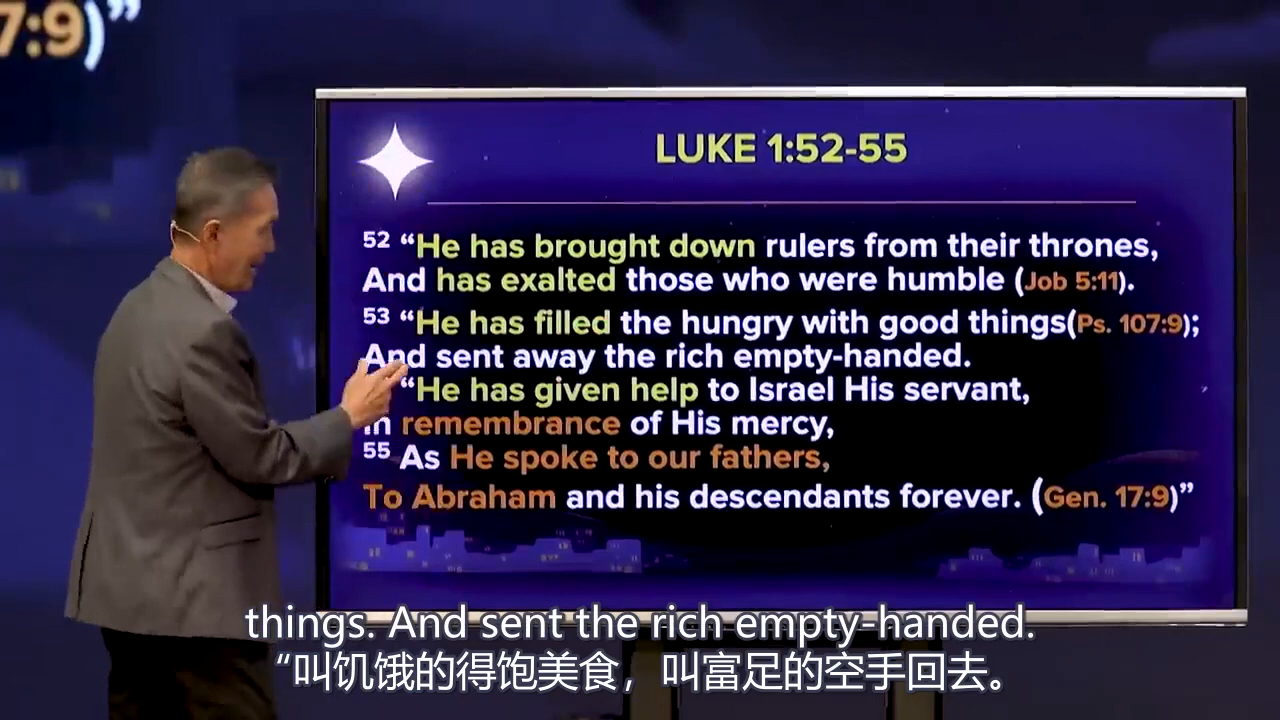 7:9)”
LUKE 1:52-55
52 “He has brought down rulers from their thrones,
And has exalted those who were humble (Job 5:11).
53 “He has filled the hungry with good things(Ps. 107:9);
And sent away the rich empty-handed.
“He has given help to Israel His servant,
In remembrance of His mercy,
55 As He spoke to our fathers,
To Abraham and his descendants forever. (Gen. 17:9)”
things. And sent the rich empty-handed.
“叫饥饿的得饱美食，叫富足的空手回去。